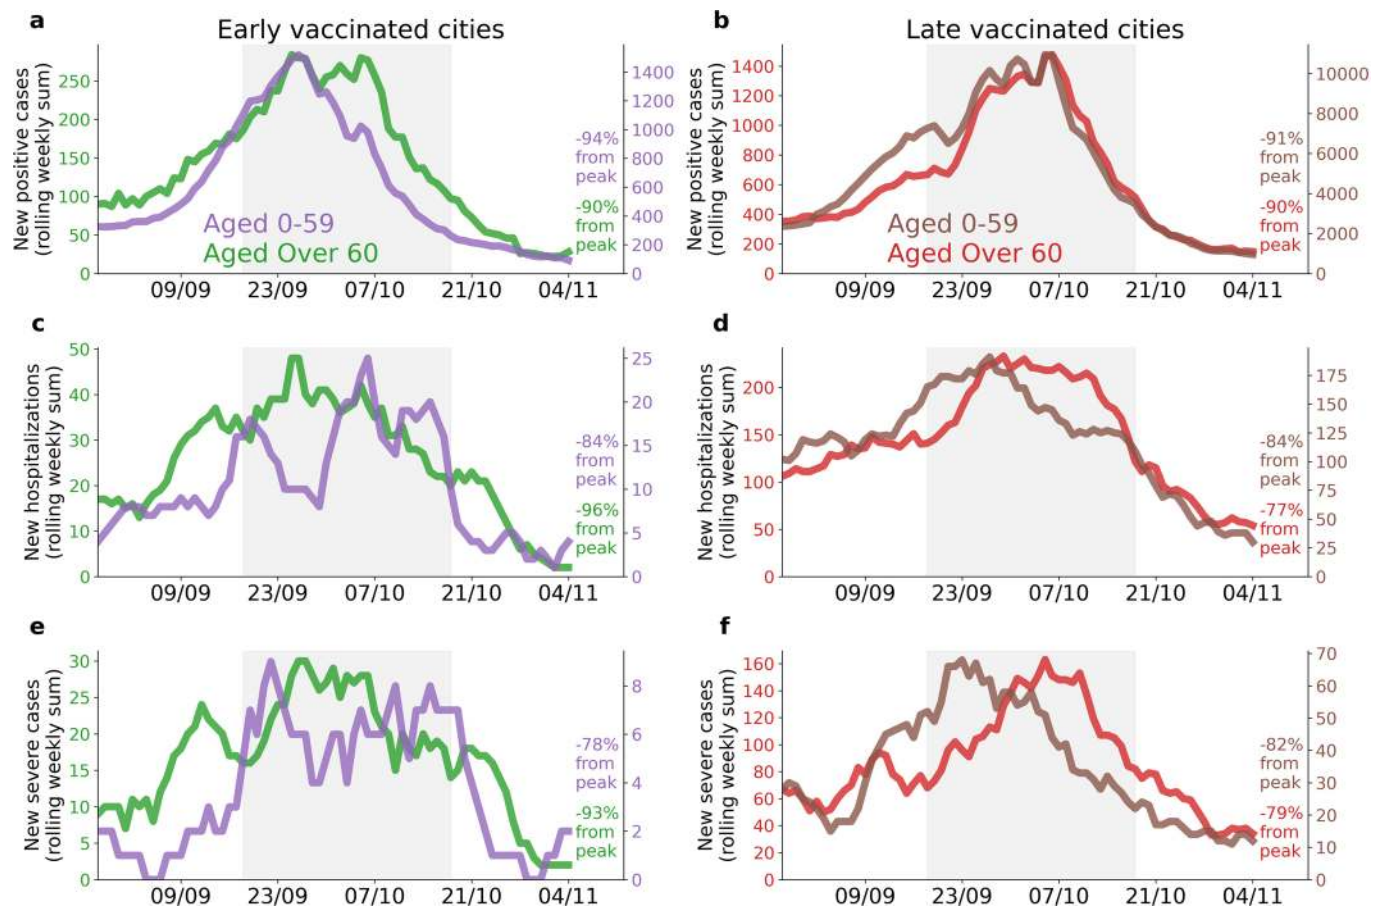 a
Early vaccinated cities
New positive cases
(rolling weekly sum)
250
200
150
100
50
0
1400
1200
1000
800
600
400
200
0
-94%
from
peak
-90%
from
peak
Aged 0-59
Aged Over 60
09/09 23/09 07/10 21/10 04/11
b
Late vaccinated cities
New positive cases
(rolling weekly sum)
1400
1200
1000
800
600
400
200
0
10000
8000
6000
4000
2000
0
-91%
from
peak
-90%
from
peak
Aged 0-59
Aged Over 60
09/09 23/09 07/10 21/10 04/11
c
New hospitalizations
(rolling weekly sum)
50
40
30
20
10
0
25
20
15
10
5
0
-84%
from
peak
-96%
from
peak
09/09 23/09 07/10 21/10 04/11
d
New hospitalizations
(rolling weekly sum)
200
150
100
50
0
175
150
125
100
75
50
25
0
-84%
from
peak
-77%
from
peak
09/09 23/09 07/10 21/10 04/11
e
New severe cases
(rolling weekly sum)
30
25
20
15
10
5
0
8
6
4
2
0
-78%
from
peak
-93%
from
peak
09/09 23/09 07/10 21/10 04/11
f
New severe cases
(rolling weekly sum)
160
140
120
100
80
60
40
20
0
70
60
50
40
30
20
10
0
-82%
from
peak
-79%
from
peak
09/09 23/09 07/10 21/10 04/11